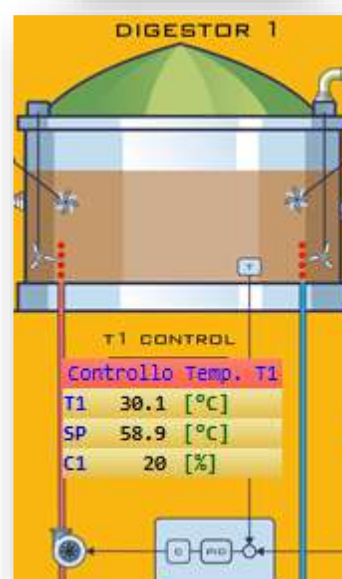 DIGESTOR 1
T
T1 CONTROL
Controllo Temp. T1
T1 30.1 [°C]
SP 58.9 [°C]
C1 20 [%]
PID